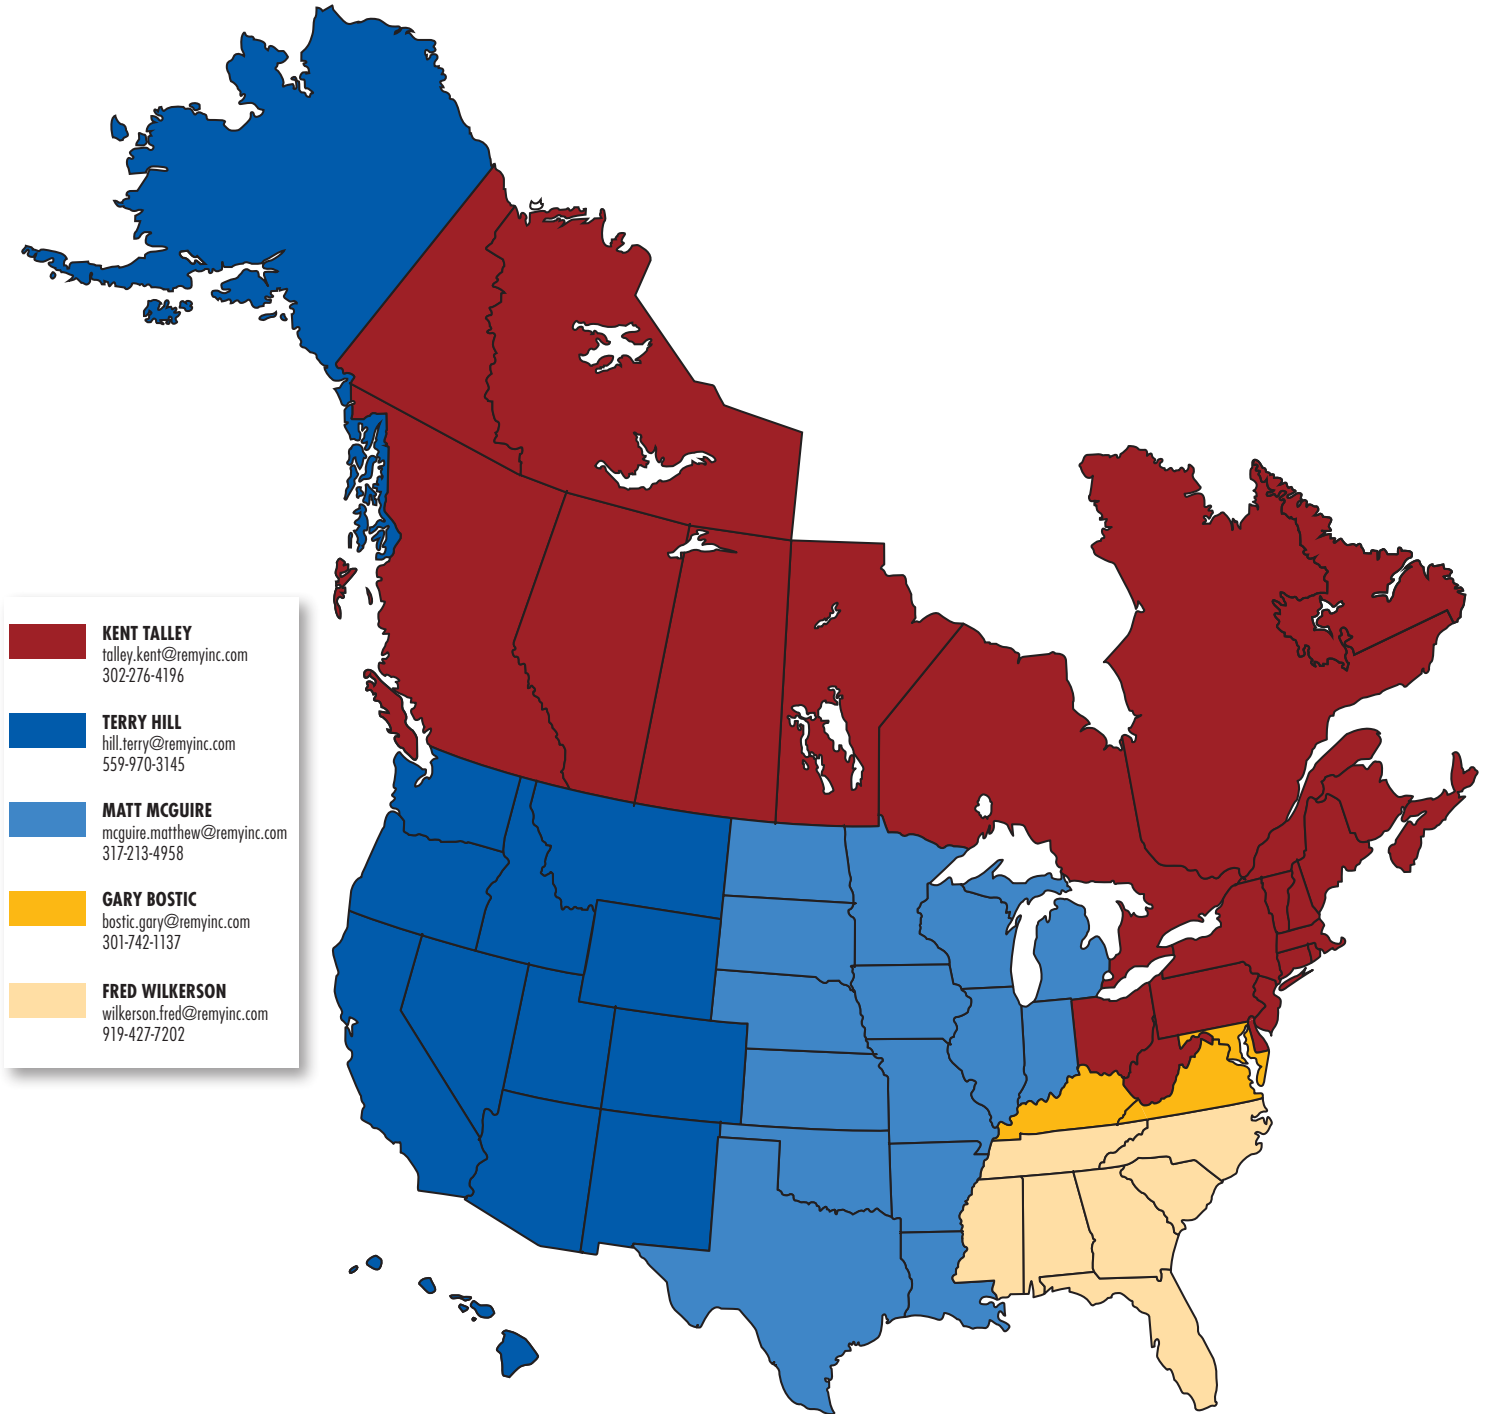 KENT TALLEY
talley.kent@remyinc.com
302-276-4196
TERRY HILL
hill.terry@remyinc.com
559-970-3145
MATT MCGUIRE
mcguire.matthew@remyinc.com
317-213-4958
GARY BOSTIC
bostic.gary@remyinc.com
301-742-1137
FRED WILKERSON
wilkerson.fred@remyinc.com
919-427-7202